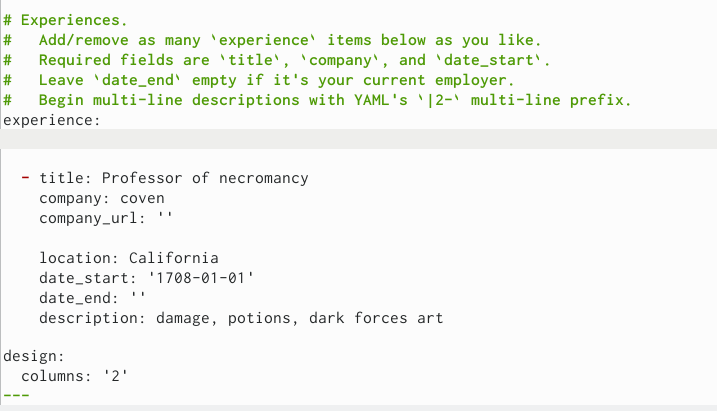 # Experiences.
#   Add/remove as many `experience` items below as you like.
#   Required fields are `title`, `company`, and `date_start`.
#   Leave `date_end` empty if it's your current employer.
#   Begin multi-line descriptions with YAML's `|2-` multi-line prefix.
experience:
  - title: Professor of necromancy
    company: coven
    company_url: ''
    location: California
    date_start: '1708-01-01'
    date_end: ''
    description: damage, potions, dark forces art
design:
  columns: '2'
---